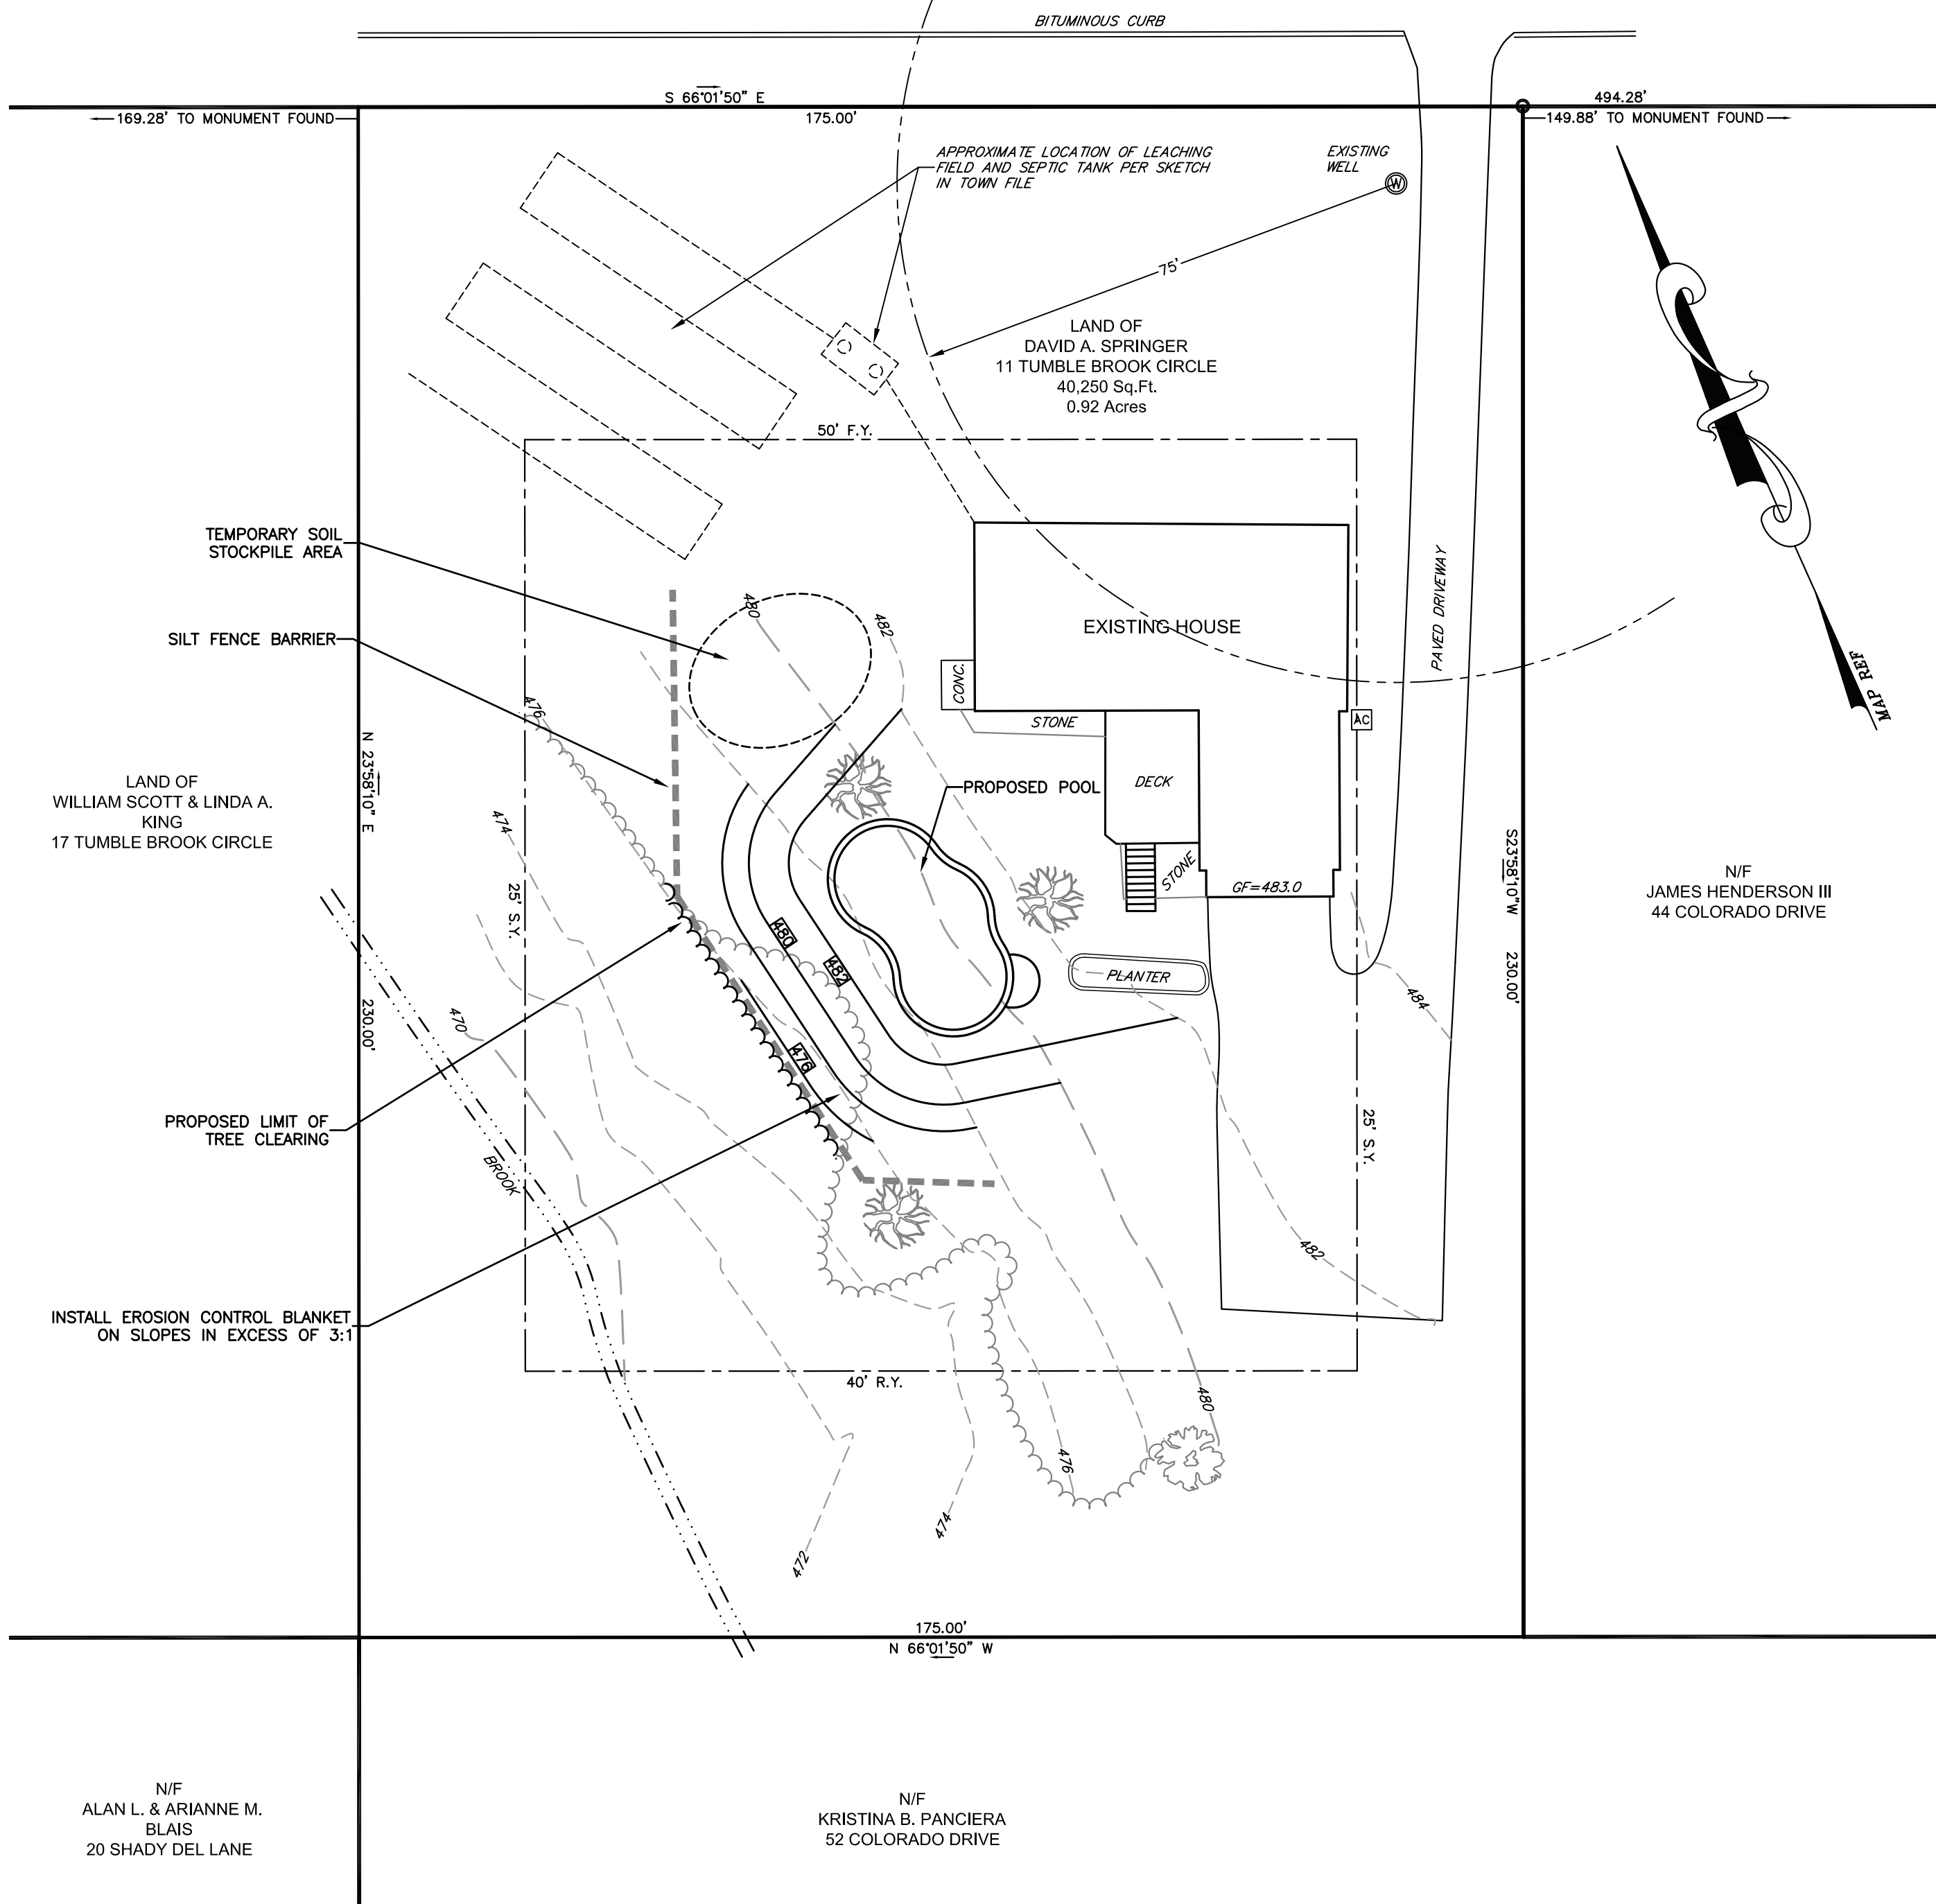 BITUMINOUS CURB
S 66°01'50" E
494.28'
169.28' TO MONUMENT FOUND
175.00'
149.88' TO MONUMENT FOUND
APPROXIMATE LOCATION OF LEACHING
FIELD AND SEPTIC TANK PER SKETCH
IN TOWN FILE
EXISTING
WELL
W
75'
LAND OF
DAVID A. SPRINGER
11 TUMBLE BROOK CIRCLE
40,250 Sq.Ft.
0.92 Acres
50' F.Y.
TEMPORARY SOIL
STOCKPILE AREA
SILT FENCE BARRIER
480
482
EXISTING HOUSE
PAVED DRIVEWAY
MAP REF
CONC.
STONE
AC
476
N 23°58'10" E
230.00'
LAND OF
WILLIAM SCOTT & LINDA A.
KING
17 TUMBLE BROOK CIRCLE
474
PROPOSED POOL
DECK
STONE
GF=483.0
S23°58'10"W
230.00'
N/F
JAMES HENDERSON III
44 COLORADO DRIVE
25' S.Y.
480
482
PLANTER
484
470
476
PROPOSED LIMIT OF
TREE CLEARING
25' S.Y.
BROOK
482
INSTALL EROSION CONTROL BLANKET
ON SLOPES IN EXCESS OF 3:1
40' R.Y.
480
476
474
472
175.00'
N 66°01'50" W
N/F
ALAN L. & ARIANNE M.
BLAIS
20 SHADY DEL LANE
N/F
KRISTINA B. PANCIERA
52 COLORADO DRIVE